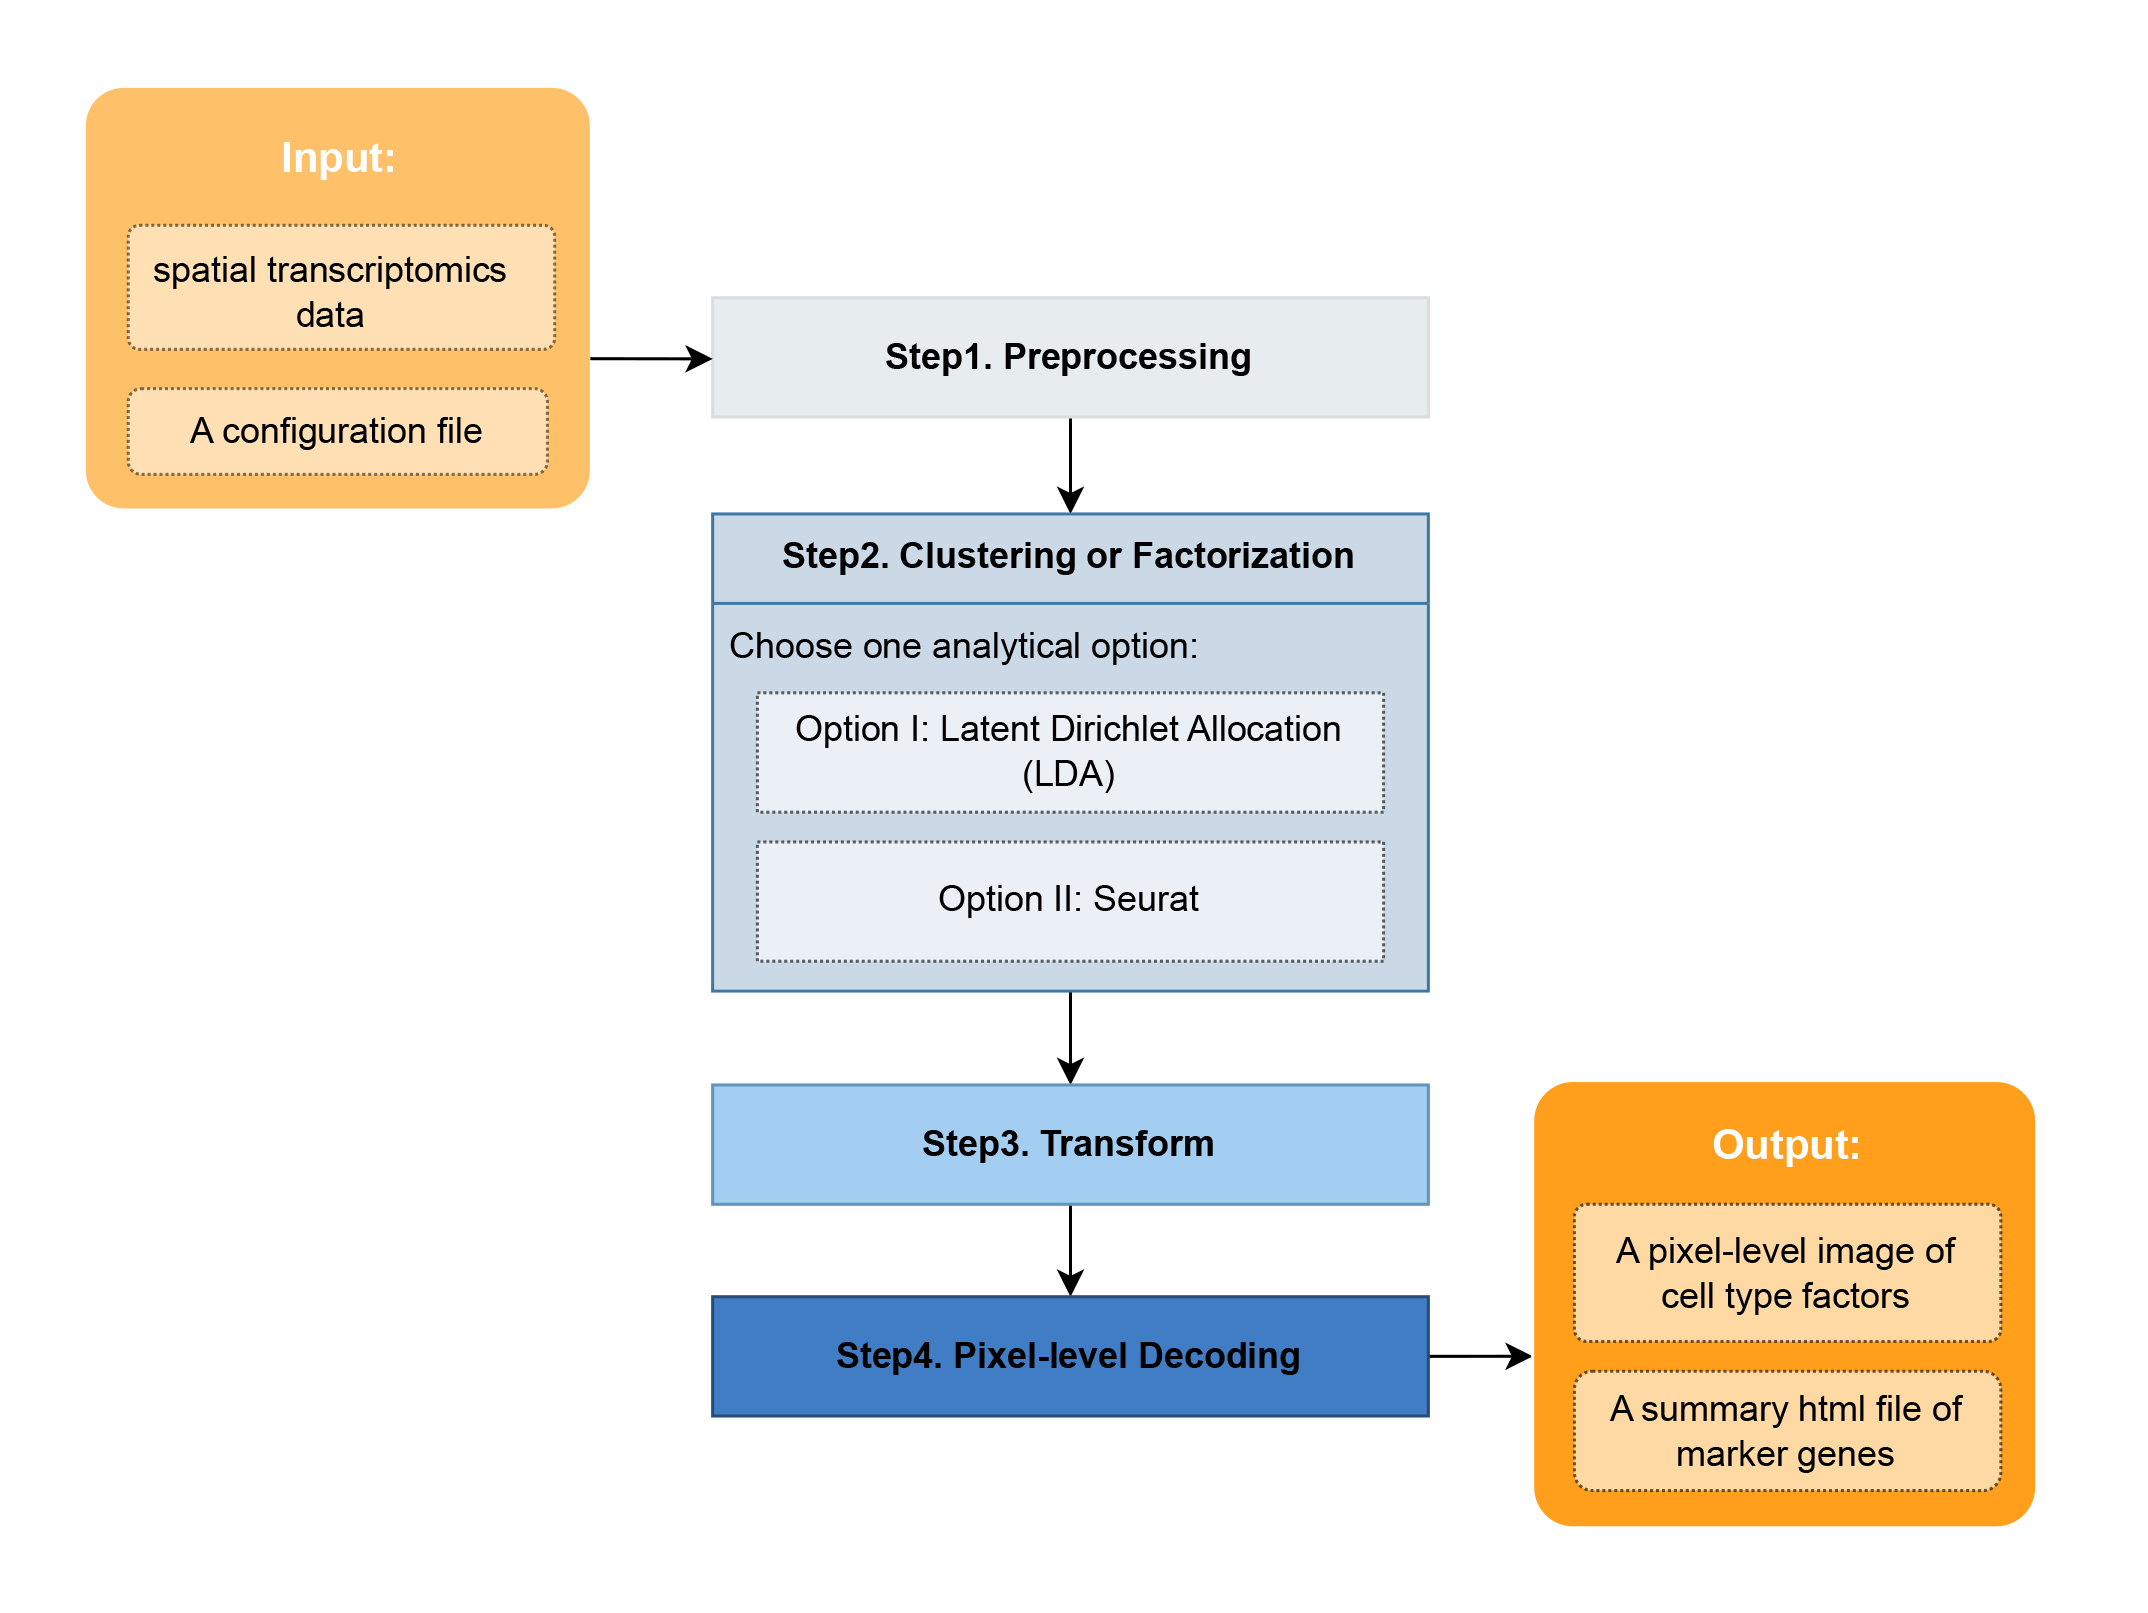 Input:
spatial transcriptomics
data
A configuration file
Step1. Preprocessing
Step2. Clustering or Factorization
Choose one analytical option:
Option I: Latent Dirichlet Allocation
(LDA)
Option II: Seurat
Step3. Transform
Step4. Pixel-level Decoding
Output:
A pixel-level image of
cell type factors
A summary html file of
marker genes